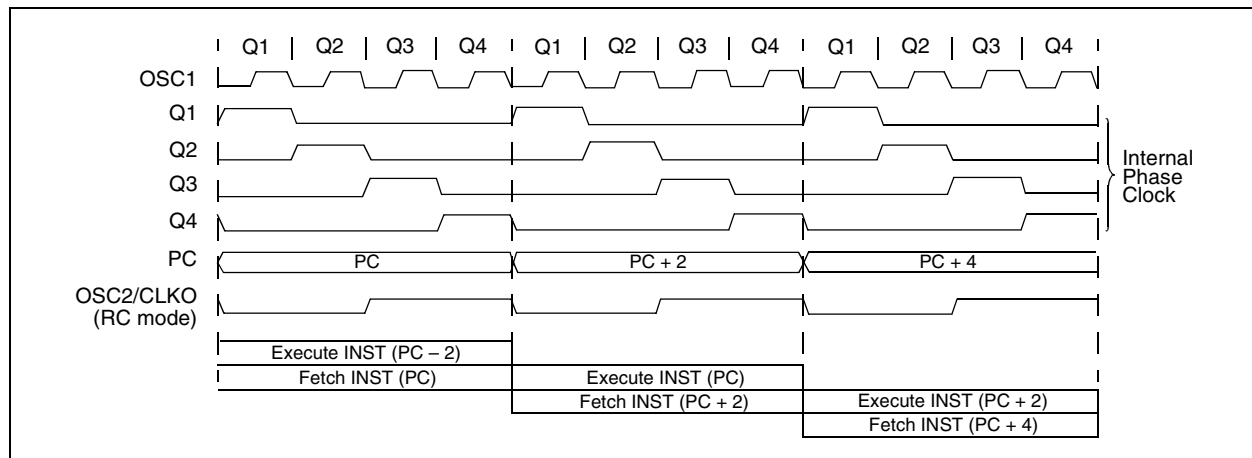 Q1 Q2 Q3 Q4 Q1 Q2 Q3 Q4 Q1 Q2 Q3 Q4
OSC1
Q1
Q2
Q3
Q4
Internal
Phase
Clock
PC PC PC + 2 PC + 4
OSC2/CLKO
(RC mode)
Execute INST (PC – 2)
Fetch INST (PC) Execute INST (PC)
Fetch INST (PC + 2) Execute INST (PC + 2)
Fetch INST (PC + 4)